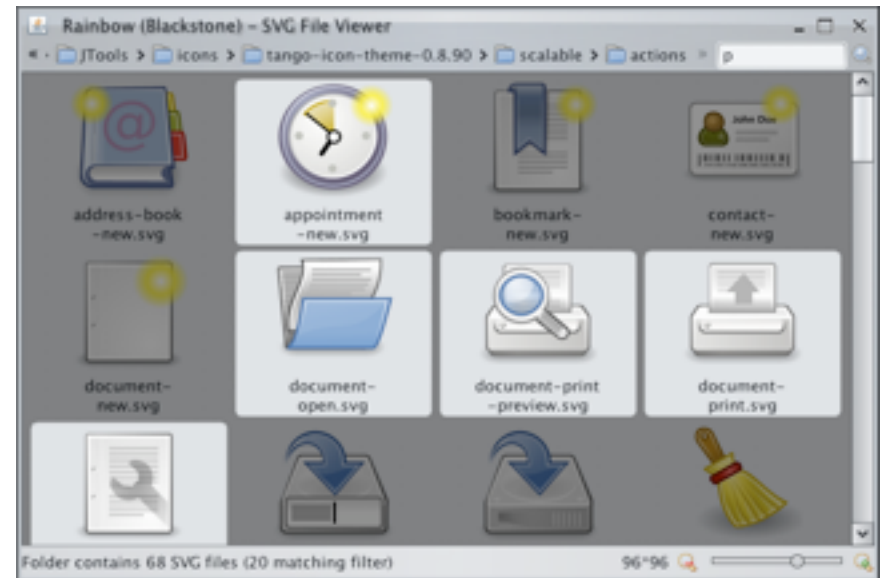 Rainbow (Blackstone) – SVG File Viewer
JTools > icons > tango-icon-theme-0.8.90 > scalable > actions » p
address-book
-new.svg
appointment
-new.svg
bookmark-
new.svg
John Doe
contact-
new.svg
document-
new.svg
document-
open.svg
document-print
-preview.svg
document-
print.svg
Folder contains 68 SVG files (20 matching filter)
96*96